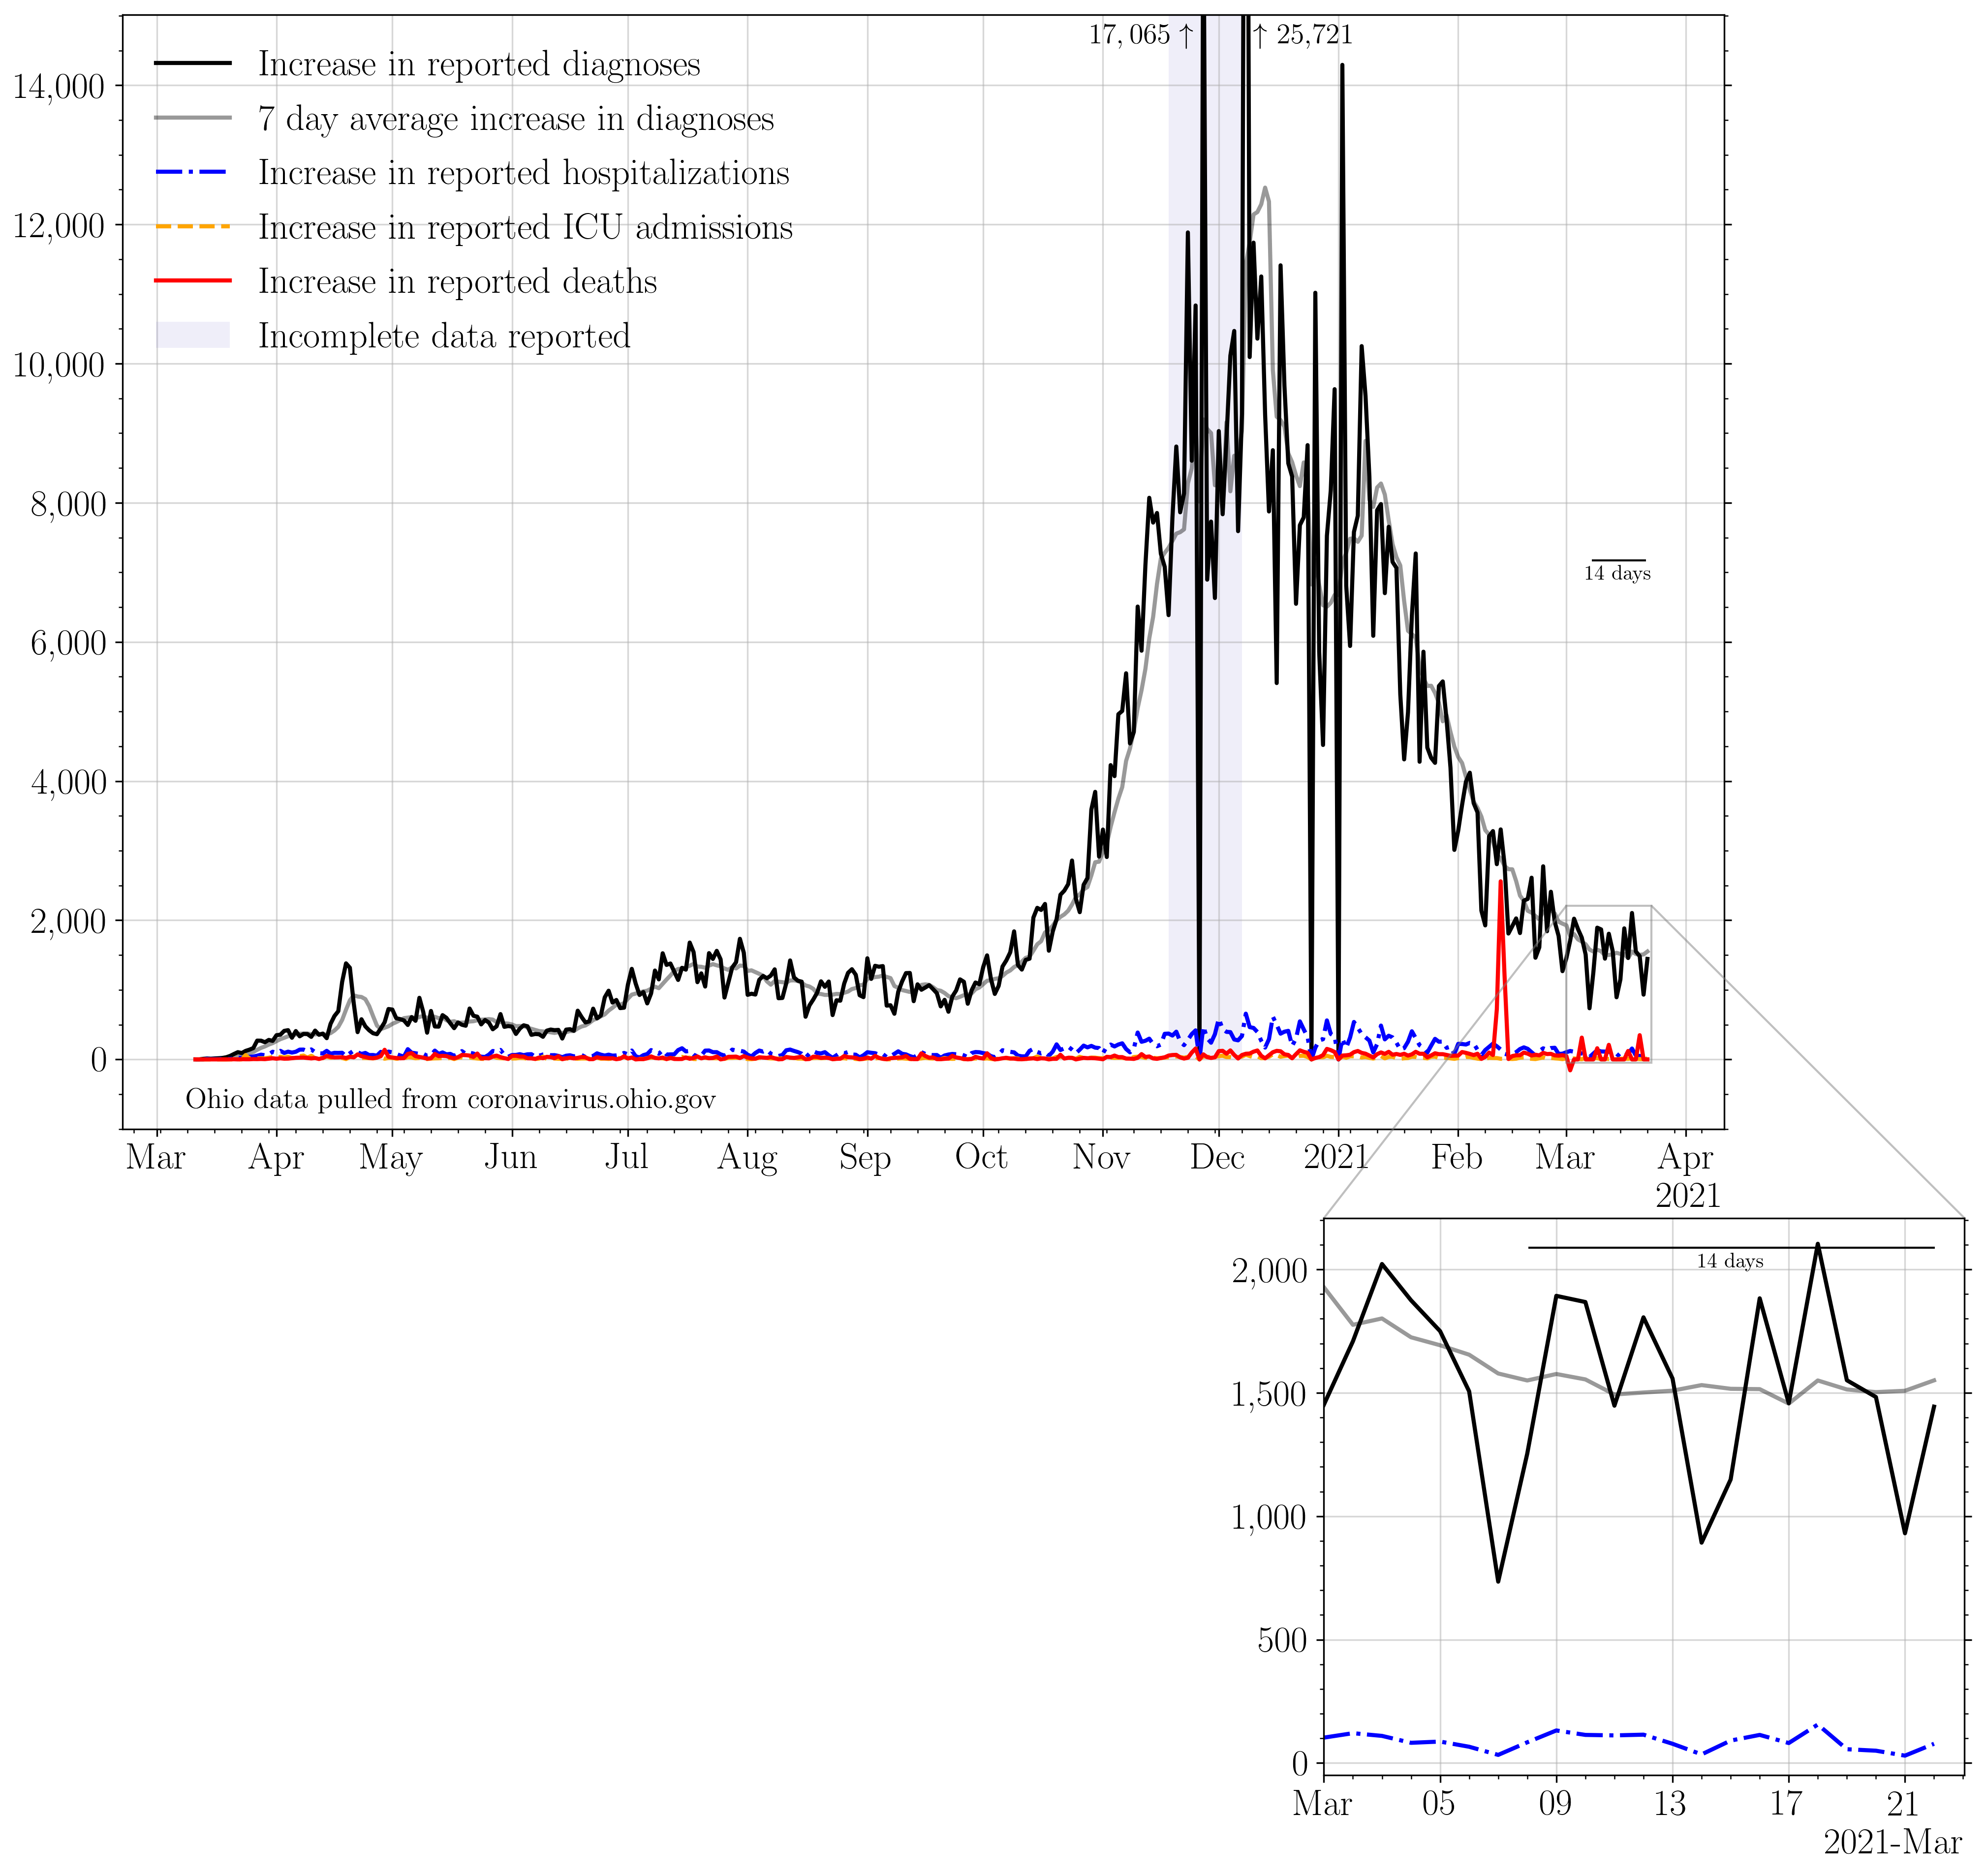 17,065 ↑ ↑ 25,721
Increase in reported diagnoses
7 day average increase in diagnoses
Increase in reported hospitalizations
Increase in reported ICU admissions
Increase in reported deaths
Incomplete data reported
14,000
12,000
10,000
8,000
6,000
4,000
2,000
0
14 days
Ohio data pulled from coronavirus.ohio.gov
Mar Apr May Jun Jul Aug Sep Oct Nov Dec 2021 Feb Mar Apr
2021
14 days
2,000
1,500
1,000
500
0
Mar 05 09 13 17 21
2021-Mar